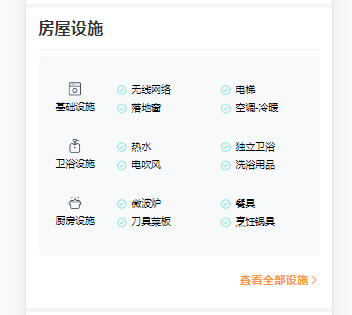 房屋设施
无线网络 电梯
基础设施
落地窗 空调-冷暖
热水 独立卫浴
卫浴设施
电吹风 洗浴用品
微波炉 餐具
厨房设施
刀具菜板 烹饪锅具
查看全部设施 >